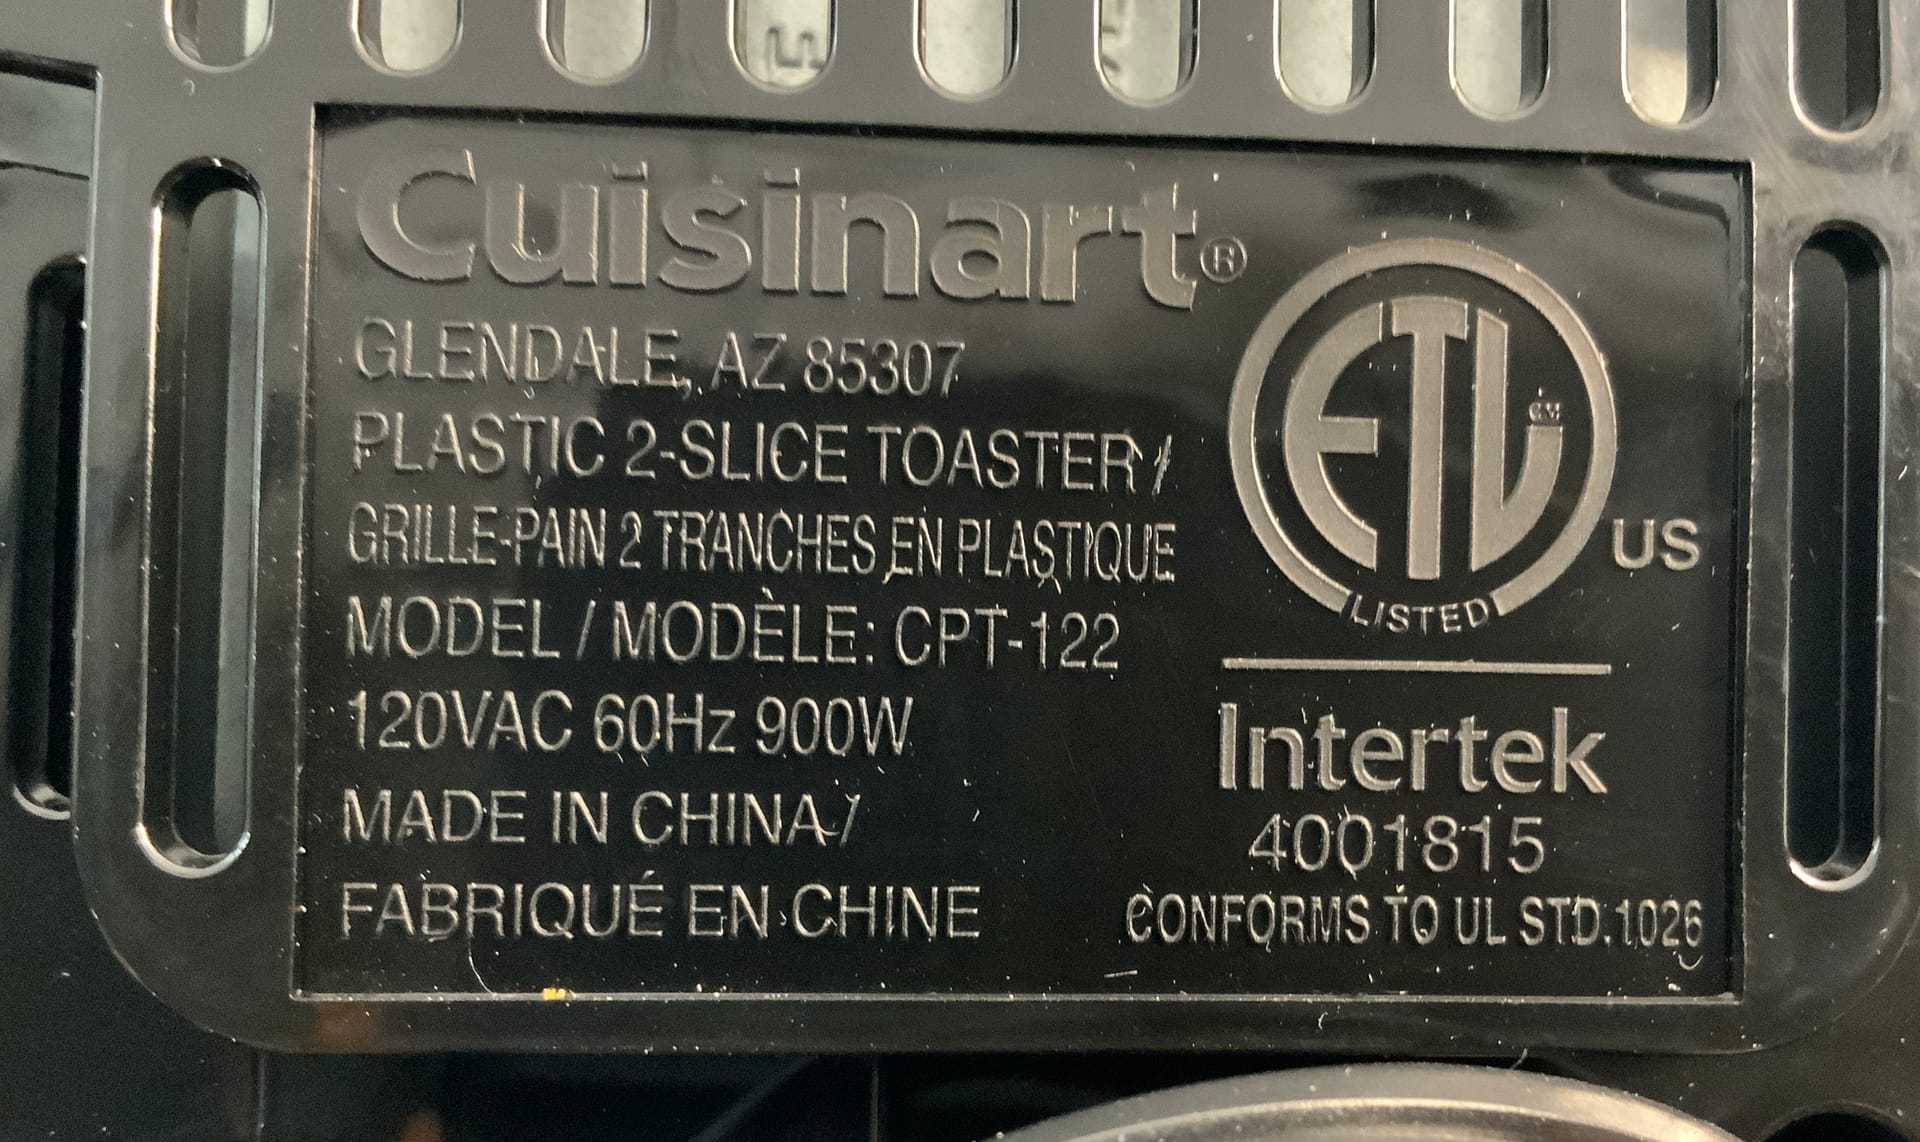 Cuisinart®
GLENDALE, AZ 85307
PLASTIC 2-SLICE TOASTER /
GRILLE-PAIN 2 TRANCHES EN PLASTIQUE
MODEL / MODÈLE: CPT-122
120VAC 60Hz 900W
MADE IN CHINA /
FABRIQUÉ EN CHINE
ETL
US
LISTED
Intertek
4001815
CONFORMS TO UL STD.1026